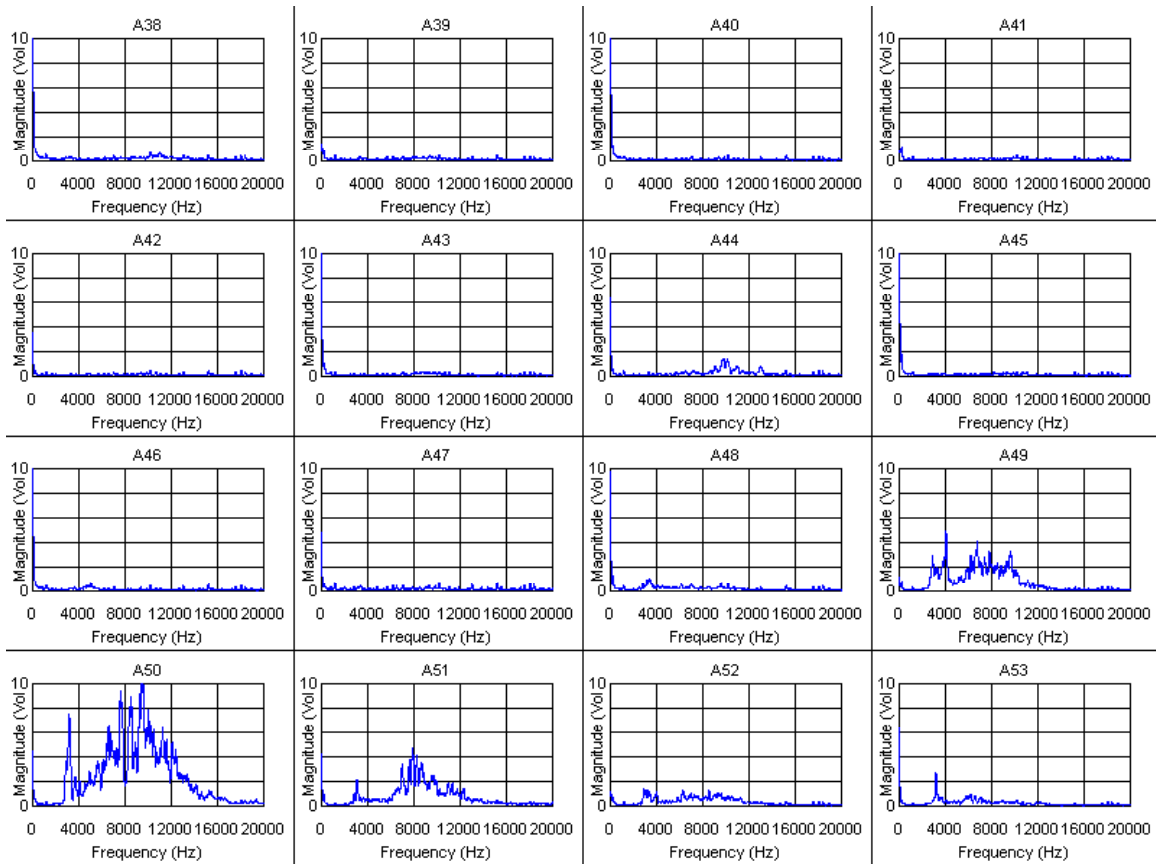 A38 A39 A40 A41
10 10 10 10
Magnitude (Vol Magnitude (Vol Magnitude (Vol Magnitude (Vol
0 0 0 0
0 4000 8000 12000 16000 20000 0 4000 8000 12000 16000 20000 0 4000 8000 12000 16000 20000 0 4000 8000 12000 16000 20000
Frequency (Hz) Frequency (Hz) Frequency (Hz) Frequency (Hz)
A42 A43 A44 A45
10 10 10 10
Magnitude (Vol Magnitude (Vol Magnitude (Vol Magnitude (Vol
0 0 0 0
0 4000 8000 12000 16000 20000 0 4000 8000 12000 16000 20000 0 4000 8000 12000 16000 20000 0 4000 8000 12000 16000 20000
Frequency (Hz) Frequency (Hz) Frequency (Hz) Frequency (Hz)
A46 A47 A48 A49
10 10 10 10
Magnitude (Vol Magnitude (Vol Magnitude (Vol Magnitude (Vol
0 0 0 0
0 4000 8000 12000 16000 20000 0 4000 8000 12000 16000 20000 0 4000 8000 12000 16000 20000 0 4000 8000 12000 16000 20000
Frequency (Hz) Frequency (Hz) Frequency (Hz) Frequency (Hz)
A50 A51 A52 A53
10 10 10 10
Magnitude (Vol Magnitude (Vol Magnitude (Vol Magnitude (Vol
0 0 0 0
0 4000 8000 12000 16000 20000 0 4000 8000 12000 16000 20000 0 4000 8000 12000 16000 20000 0 4000 8000 12000 16000 20000
Frequency (Hz) Frequency (Hz) Frequency (Hz) Frequency (Hz)